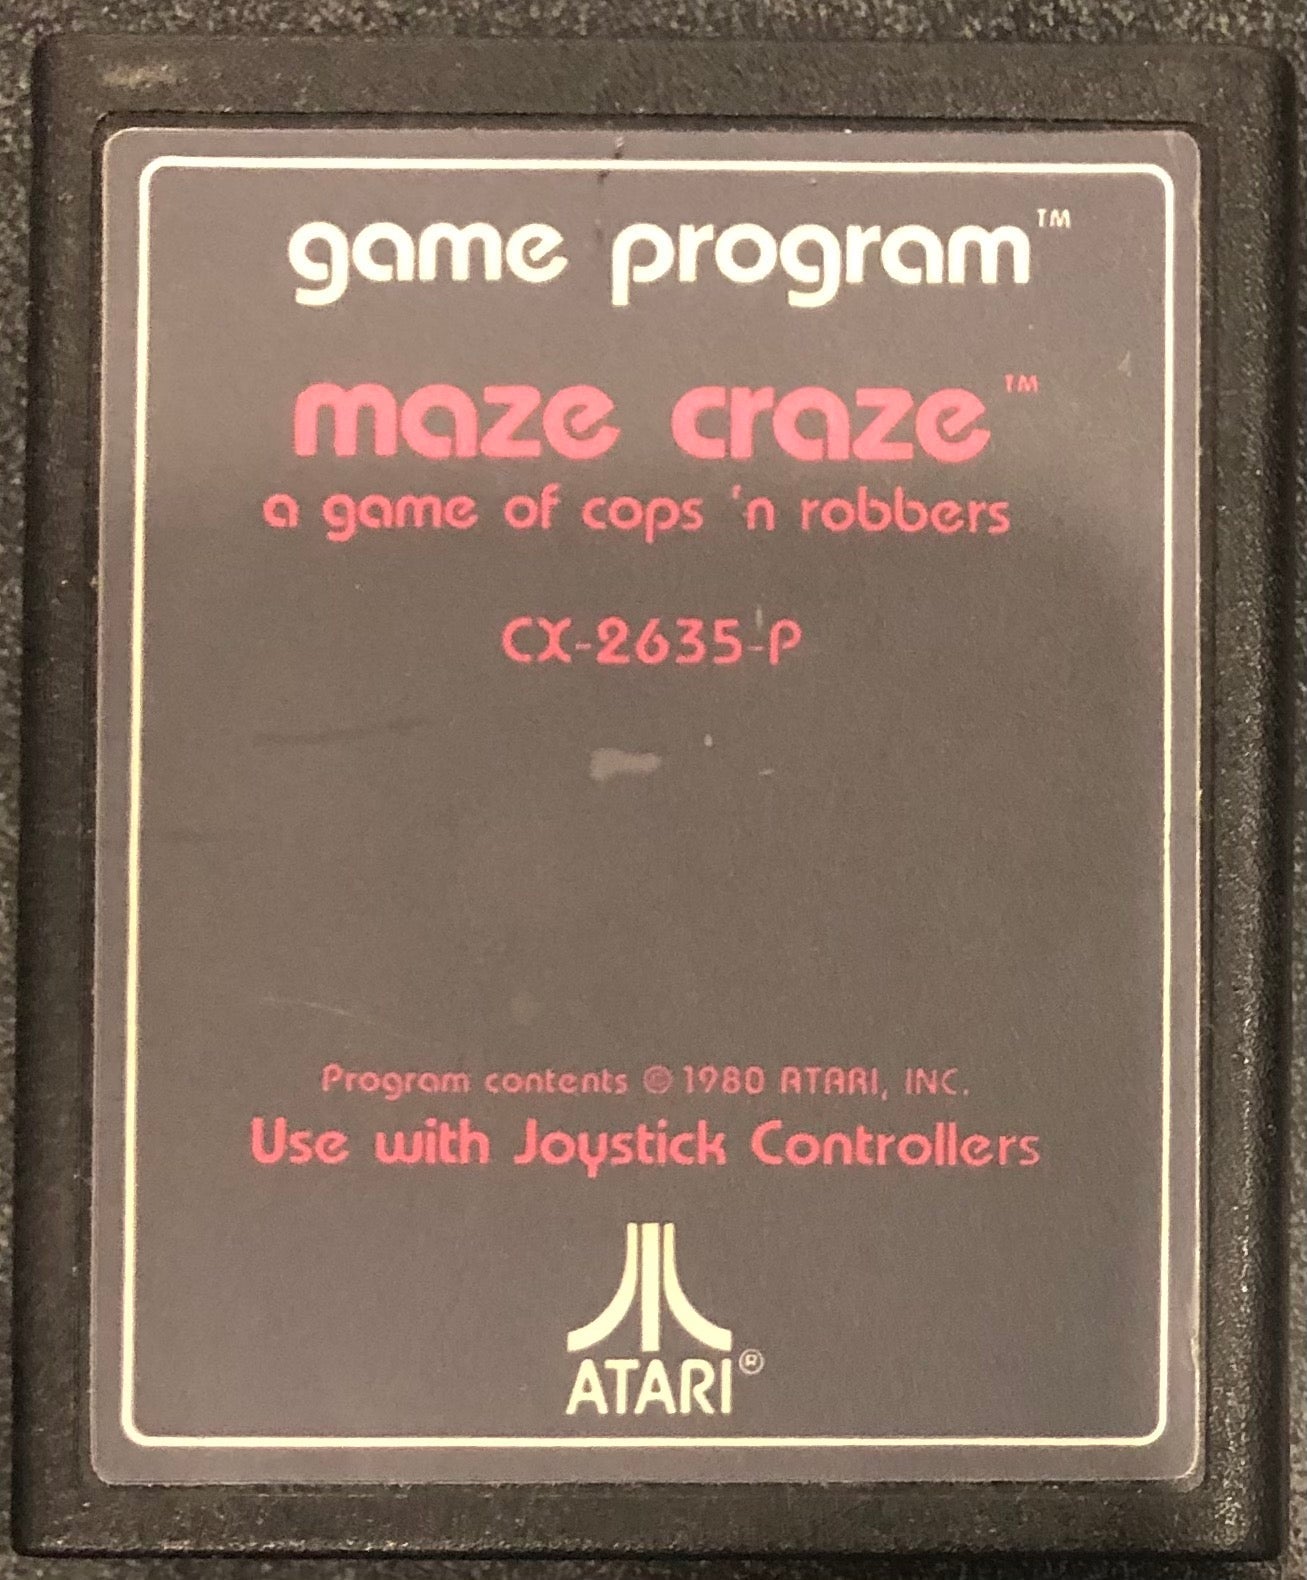 game program™
maze craze™
a game of cops 'n robbers
CX-2635-P
Program contents © 1980 ATARI, INC.
Use with Joystick Controllers
ATARI®